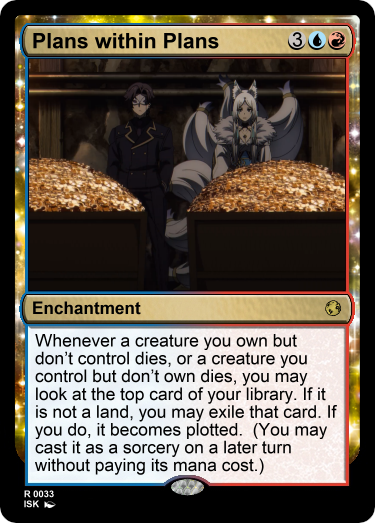 Plans within Plans
3
Enchantment
Whenever a creature you own but
don't control dies, or a creature you
control but don't own dies, you may
look at the top card of your library. If it
is not a land, you may exile that card. If
you do, it becomes plotted.  (You may
cast it as a sorcery on a later turn
without paying its mana cost.)
R 0033
ISK